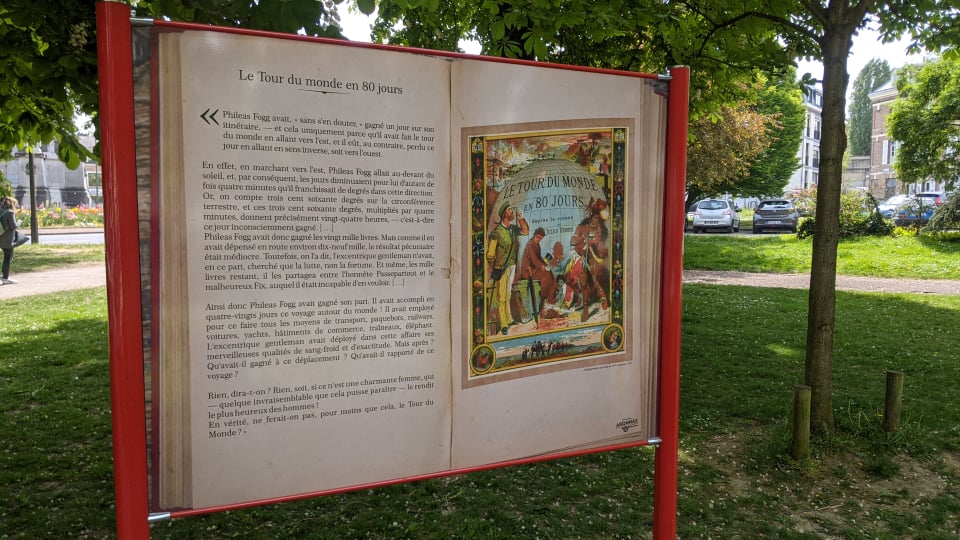 Le Tour du monde en 80 jours
« Phileas Fogg avait, « sans s'en douter, » gagné un jour sur son
itinéraire, — et cela uniquement parce qu'il avait fait le tour
du monde en allant vers l'est, et il eût, au contraire, perdu ce
jour en allant en sens inverse, soit vers l'ouest.
En effet, en marchant vers l'est, Phileas Fogg allait au-devant du
soleil, et, par conséquent, les jours diminuaient pour lui d'autant de
fois quatre minutes qu'il franchissait de degrés dans cette direction.
Or, on compte trois cent soixante degrés sur la circonférence
terrestre, et ces trois cent soixante degrés, multipliés par quatre
minutes, donnent précisément vingt-quatre heures, — c'est-à-dire
ce jour inconsciemment gagné. [...]
Phileas Fogg avait donc gagné les vingt mille livres. Mais comme il en
avait dépensé en route environ dix-neuf mille, le résultat pécuniaire
était médiocre. Toutefois, on l'a dit, l'excentrique gentleman n'avait,
en ce pari, cherché que la lutte, non la fortune. Et même, les mille
livres restant, il les partagea entre l'honnête Passepartout et le
malheureux Fix, auquel il était incapable d'en vouloir. [...]
Ainsi donc Phileas Fogg avait gagné son pari. Il avait accompli en
quatre-vingts jours ce voyage autour du monde ! Il avait employé
pour ce faire tous les moyens de transport, paquebots, railways,
voitures, yachts, bâtiments de commerce, traîneaux, éléphant.
L'excentrique gentleman avait déployé dans cette affaire ses
merveilleuses qualités de sang-froid et d'exactitude. Mais après ?
Qu'avait-il gagné à ce déplacement ? Qu'avait-il rapporté de ce
voyage ?
Rien, dira-t-on ? Rien, soit, si ce n'est une charmante femme, qui
— quelque invraisemblable que cela puisse paraître — le rendit
le plus heureux des hommes !
En vérité, ne ferait-on pas, pour moins que cela, le Tour du
Monde ? »
LE TOUR DU MONDE
EN 80 JOURS
d'après le roman
de
JULES VERNE
ARONNAX